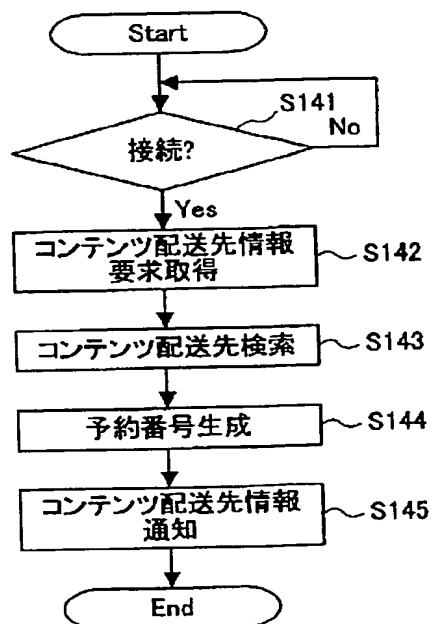 Start
S141
No
接続?
Yes
コンテンツ配送先情報
要求取得
S142
コンテンツ配送先検索
S143
予約番号生成
S144
コンテンツ配送先情報
通知
S145
End